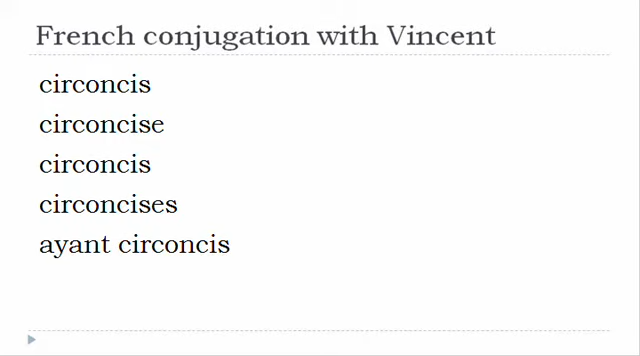 French conjugation with Vincent
circoncis
circoncise
circoncis
circoncises
ayant circoncis